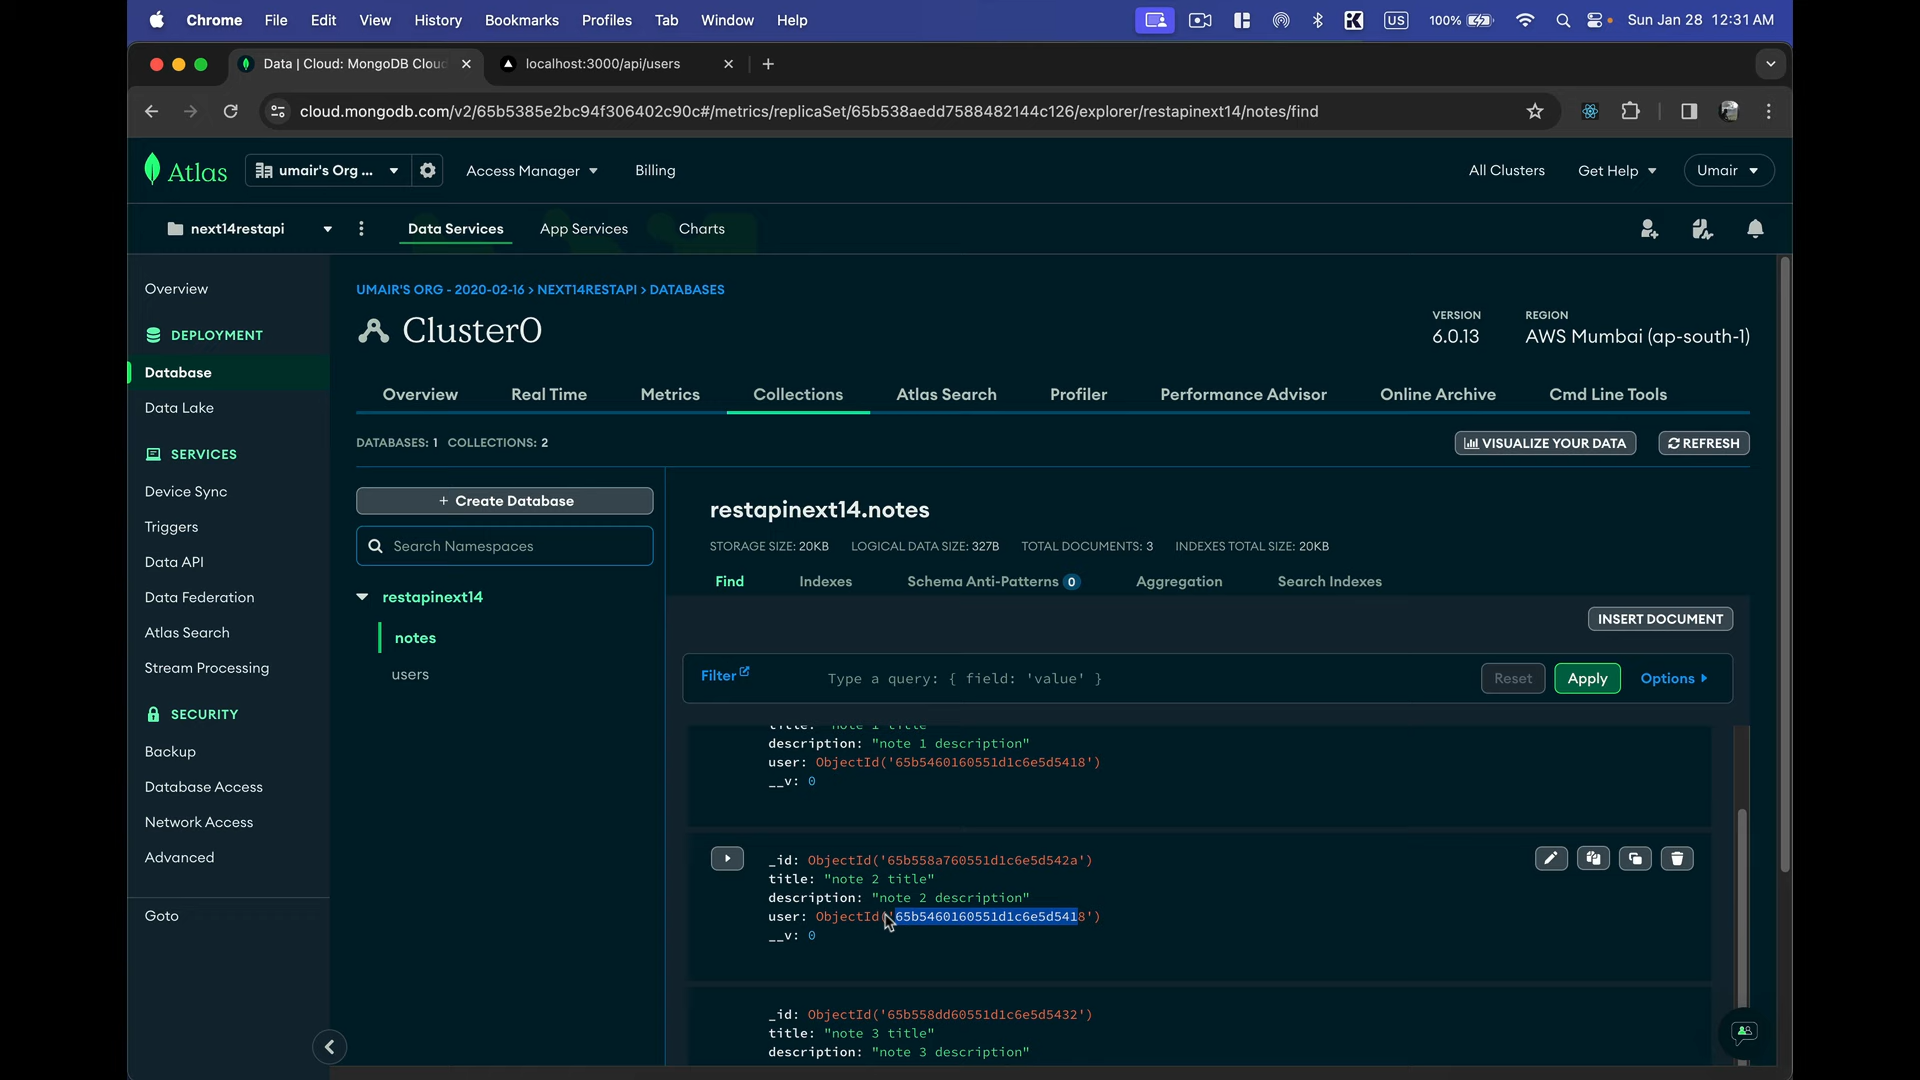 Chrome File Edit View History Bookmarks Profiles Tab Window Help US 100% Sun Jan 28 12:31 AM
Data | Cloud: MongoDB Clou localhost:3000/api/users
cloud.mongodb.com/v2/65b5385e2bc94f306402c90c#/metrics/replicaSet/65b538aedd7588482144c126/explorer/restapinext14/notes/find
Atlas umair's Org ... Access Manager Billing All Clusters Get Help Umair
next14restapi Data Services App Services Charts
Overview
DEPLOYMENT
Database
Data Lake
SERVICES
Device Sync
Triggers
Data API
Data Federation
Atlas Search
Stream Processing
SECURITY
Backup
Database Access
Network Access
Advanced
Goto
UMAIR'S ORG - 2020-02-16 > NEXT14RESTAPI > DATABASES
Cluster0
VERSION
6.0.13
REGION
AWS Mumbai (ap-south-1)
Overview Real Time Metrics Collections Atlas Search Profiler Performance Advisor Online Archive Cmd Line Tools
DATABASES: 1 COLLECTIONS: 2
VISUALIZE YOUR DATA REFRESH
+ Create Database
Search Namespaces
restapinext14
notes
users
restapinext14.notes
STORAGE SIZE: 20KB LOGICAL DATA SIZE: 327B TOTAL DOCUMENTS: 3 INDEXES TOTAL SIZE: 20KB
Find Indexes Schema Anti-Patterns 0 Aggregation Search Indexes
INSERT DOCUMENT
Filter Type a query: { field: 'value' } Reset Apply Options
title: "note 1 title"
description: "note 1 description"
user: ObjectId('65b5460160551d1c6e5d5418')
__v: 0
_id: ObjectId('65b558a760551d1c6e5d542a')
title: "note 2 title"
description: "note 2 description"
user: ObjectId('65b5460160551d1c6e5d5418')
__v: 0
_id: ObjectId('65b558dd60551d1c6e5d5432')
title: "note 3 title"
description: "note 3 description"